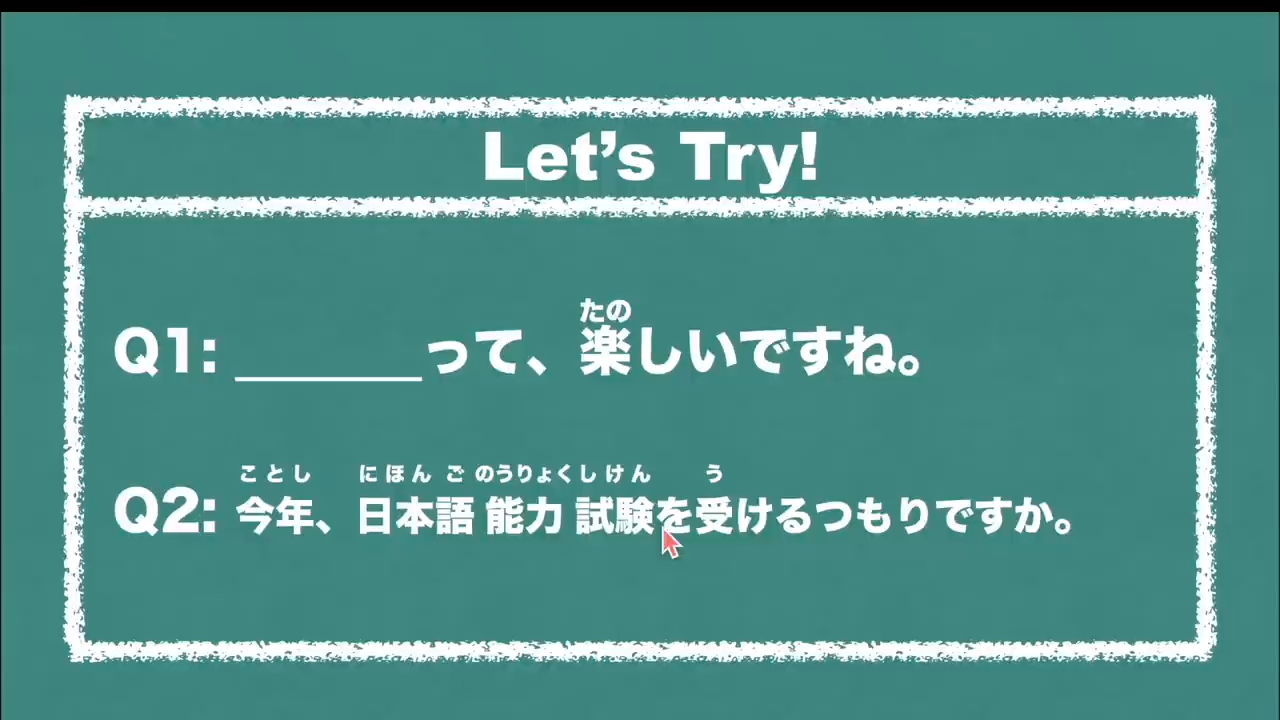 Let's Try!
たの
Q1: _______って、楽しいですね。
ことし にほんご のうりょくしけん う
Q2: 今年、日本語 能力 試験を受けるつもりですか。